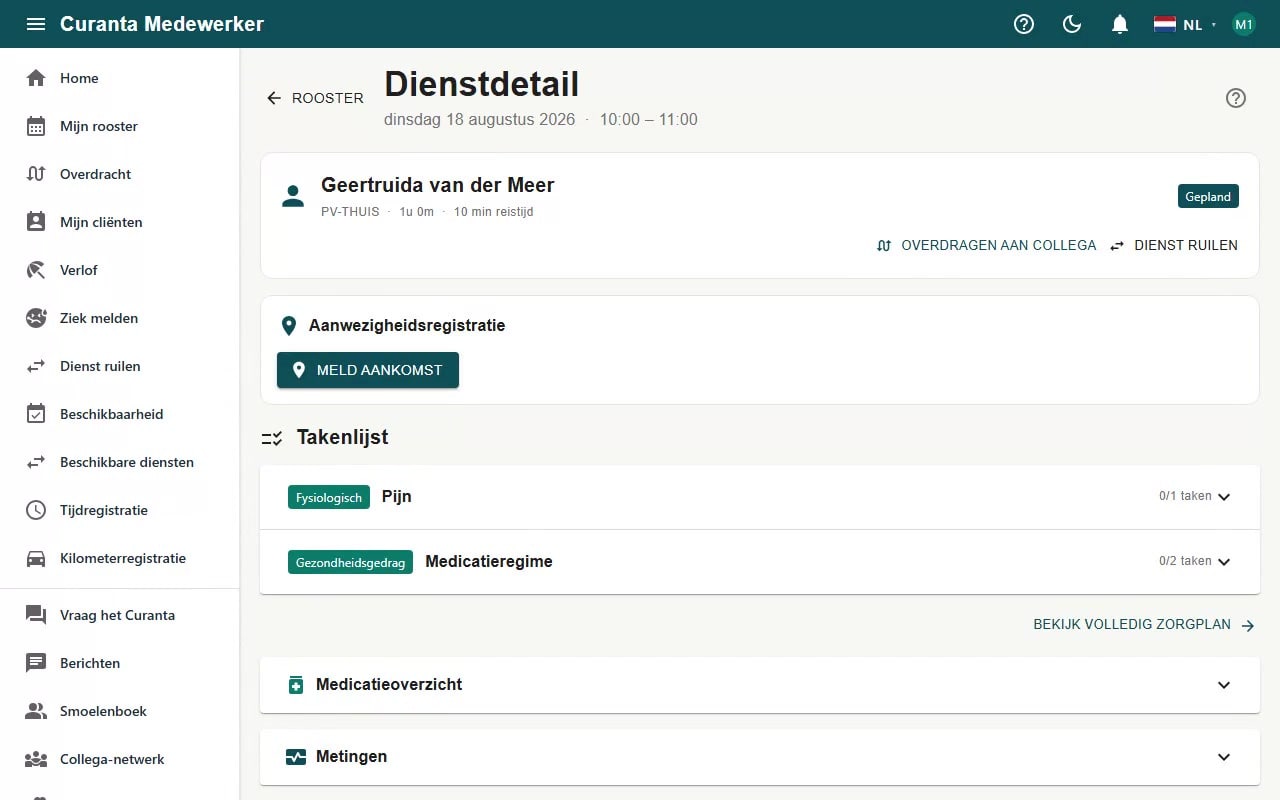 Curanta Medewerker
NL
M1
Home
Mijn rooster
Overdracht
Mijn cliënten
Verlof
Ziek melden
Dienst ruilen
Beschikbaarheid
Beschikbare diensten
Tijdregistratie
Kilometerregistratie
Vraag het Curanta
Berichten
Smoelenboek
Collega-netwerk
ROOSTER
Dienstdetail
dinsdag 18 augustus 2026 · 10:00 – 11:00
Geertruida van der Meer
PV-THUIS · 1u 0m · 10 min reistijd
Gepland
OVERDRAGEN AAN COLLEGA
DIENST RUILEN
Aanwezigheidsregistratie
MELD AANKOMST
Takenlijst
Fysiologisch Pijn 0/1 taken
Gezondheidsgedrag Medicatieregime 0/2 taken
BEKIJK VOLLEDIG ZORGPLAN
Medicatieoverzicht
Metingen